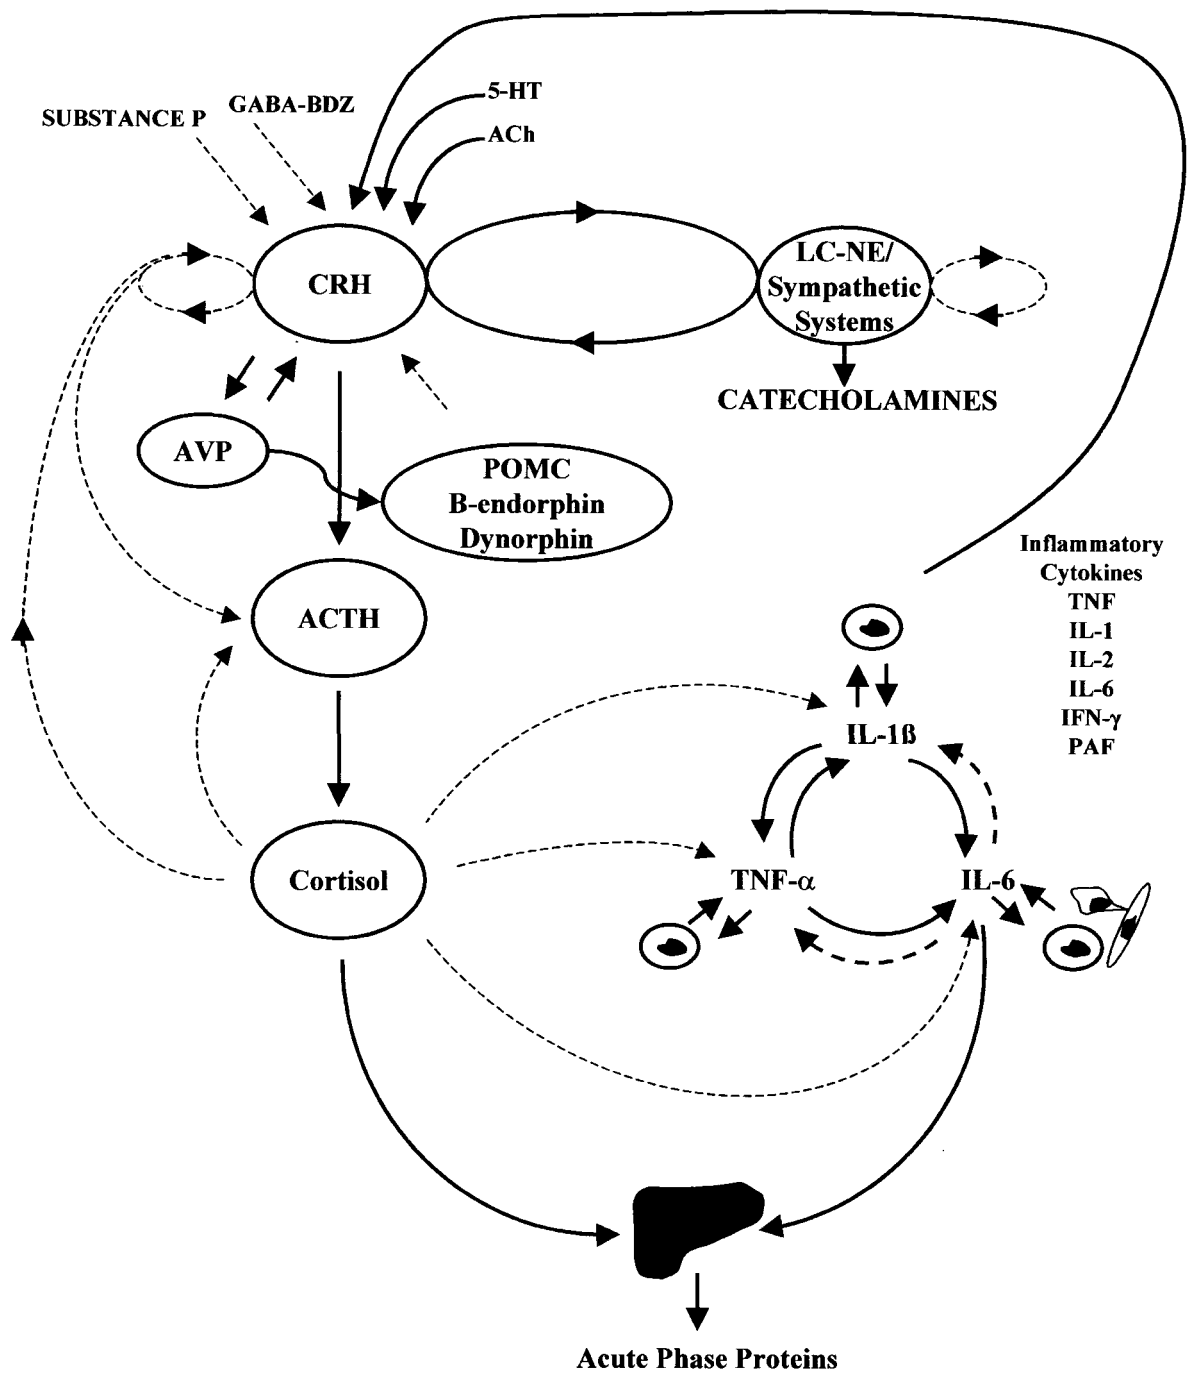 5-HT
GABA-BDZ
SUBSTANCE P
ACh
CRH
LC-NE/
Sympathetic
Systems
CATECHOLAMINES
AVP
POMC
B-endorphin
Dynorphin
ACTH
Inflammatory
Cytokines
TNF
IL-1
IL-2
IL-6
IFN-γ
PAF
IL-1ß
TNF-α
IL-6
Cortisol
Acute Phase Proteins